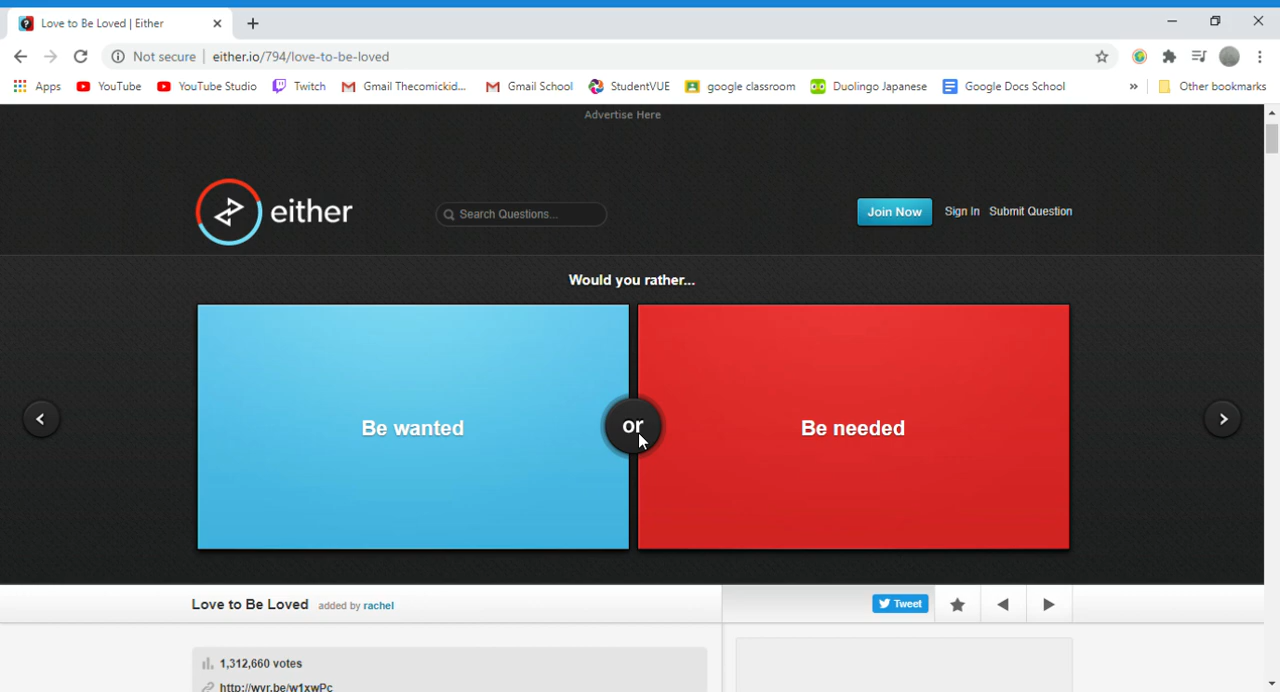 Love to Be Loved | Either
Not secure | either.io/794/love-to-be-loved
Apps YouTube YouTube Studio Twitch Gmail Thecomickid... Gmail School StudentVUE google classroom Duolingo Japanese Google Docs School » Other bookmarks
Advertise Here
either Search Questions... Join Now Sign In Submit Question
Would you rather...
Be wanted or Be needed
Love to Be Loved added by rachel Tweet
1,312,660 votes
http://wyr.be/w1xwPc